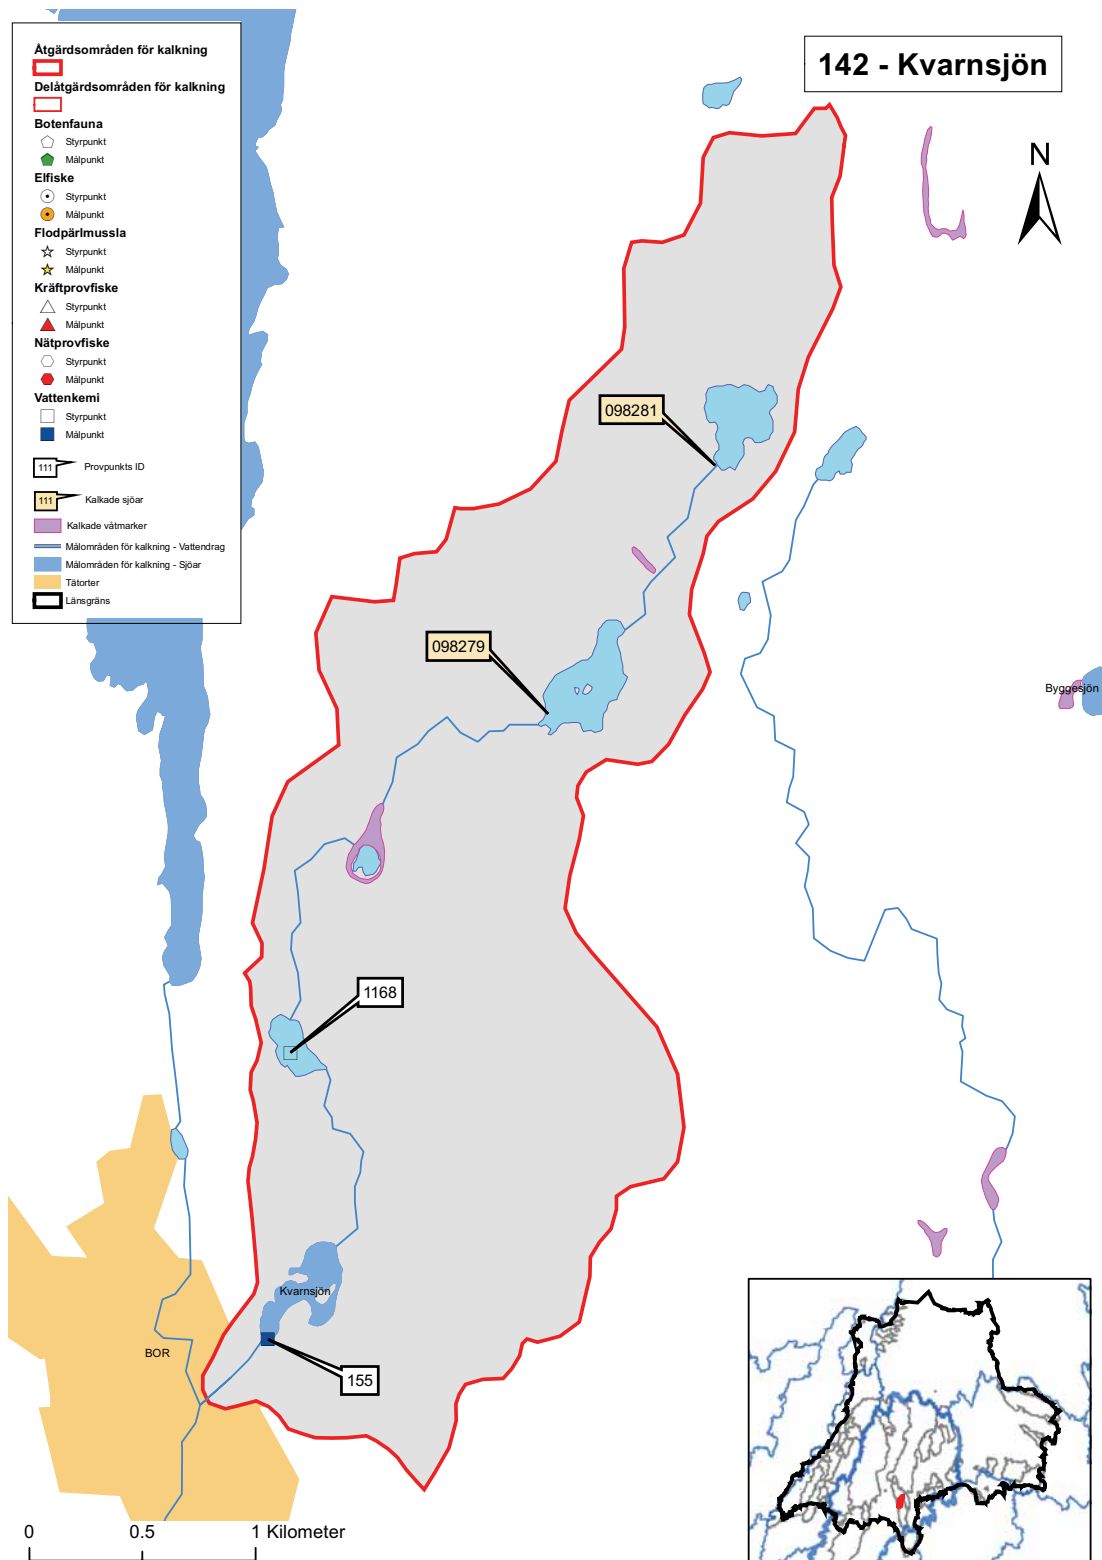 142 - Kvarnsjön
Åtgärdsområden för kalkning
Delåtgärdsområden för kalkning
Botenfauna
Styrpunkt
Målpunkt
Elfiske
Styrpunkt
Målpunkt
Flodpärlmussla
Styrpunkt
Målpunkt
Kräftprovfiske
Styrpunkt
Målpunkt
Nätprovfiske
Styrpunkt
Målpunkt
Vattenkemi
Styrpunkt
Målpunkt
111 Provpunkts ID
111 Kalkade sjöar
Kalkade våtmarker
Målområden för kalkning - Vattendrag
Målområden för kalkning - Sjöar
Tätorter
Länsgräns
N
098281
098279
Byggesjön
1168
Kvarnsjön
BOR
155
0 0.5 1 Kilometer